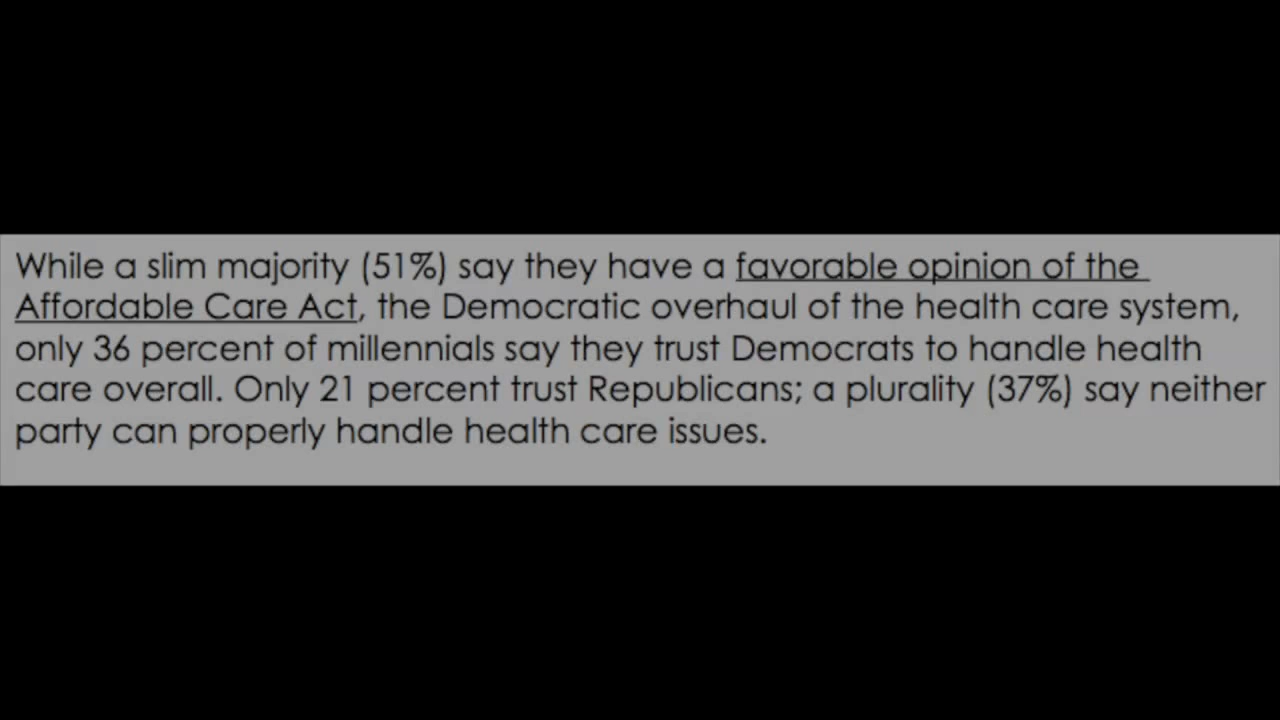 While a slim majority (51%) say they have a favorable opinion of the
Affordable Care Act, the Democratic overhaul of the health care system,
only 36 percent of millennials say they trust Democrats to handle health
care overall. Only 21 percent trust Republicans; a plurality (37%) say neither
party can properly handle health care issues.